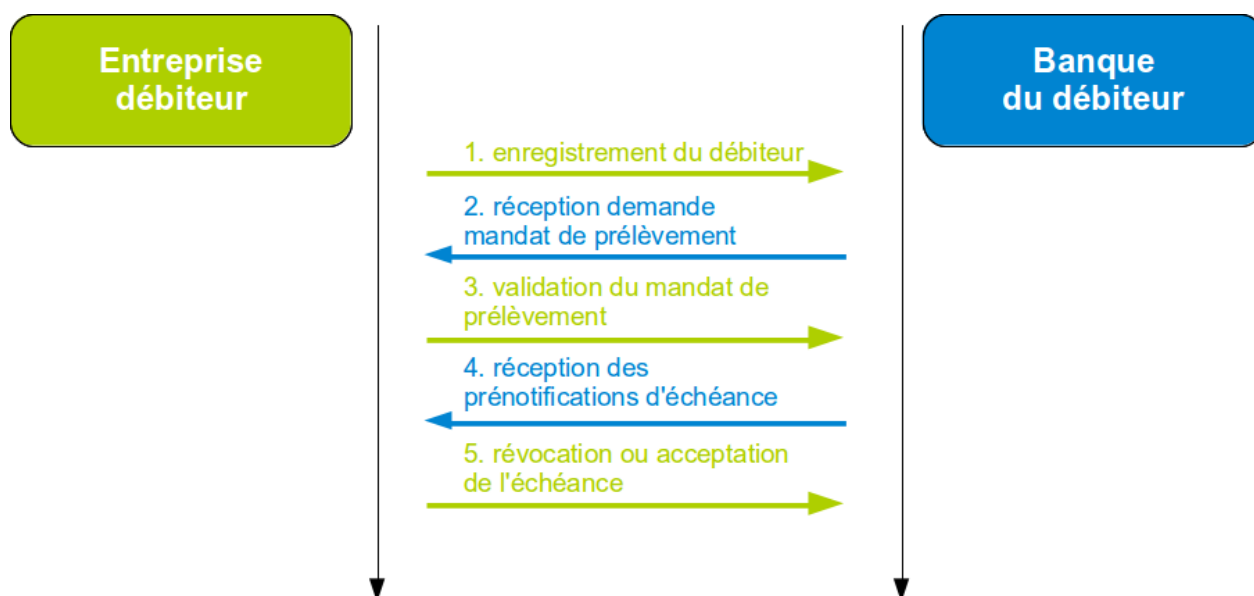 Entreprise
débiteur
Banque
du débiteur
1. enregistrement du débiteur
2. réception demande
mandat de prélèvement
3. validation du mandat de
prélèvement
4. réception des
prénotifications d'échéance
5. révocation ou acceptation
de l'échéance